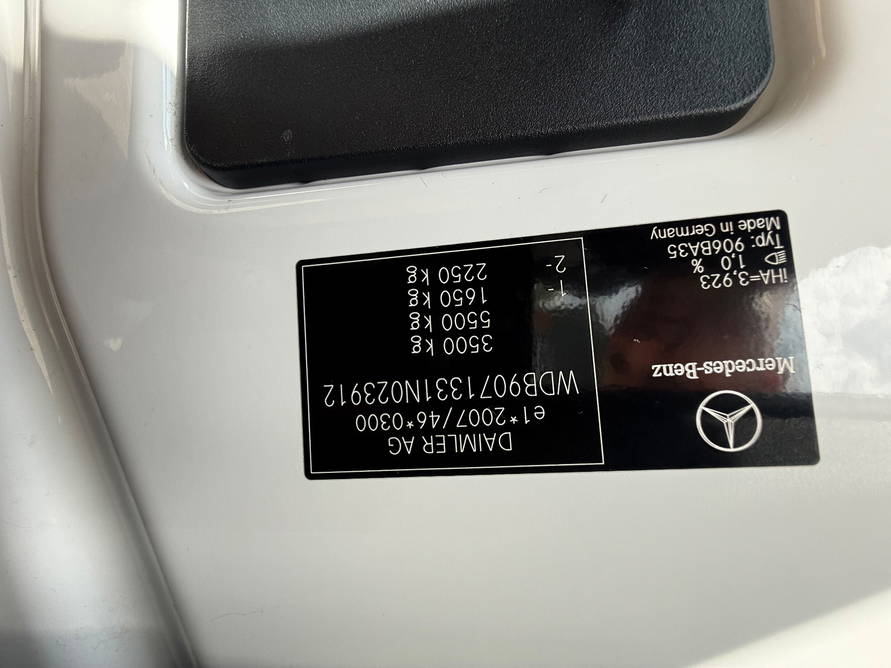 Mercedes-Benz
iHA=3,923
1,0 %
Typ: 906BA35
Made in Germany
DAIMLER AG
e1*2007/46*0300
WDB9071331N023912
3500 kg
5500 kg
1- 1650 kg
2- 2250 kg